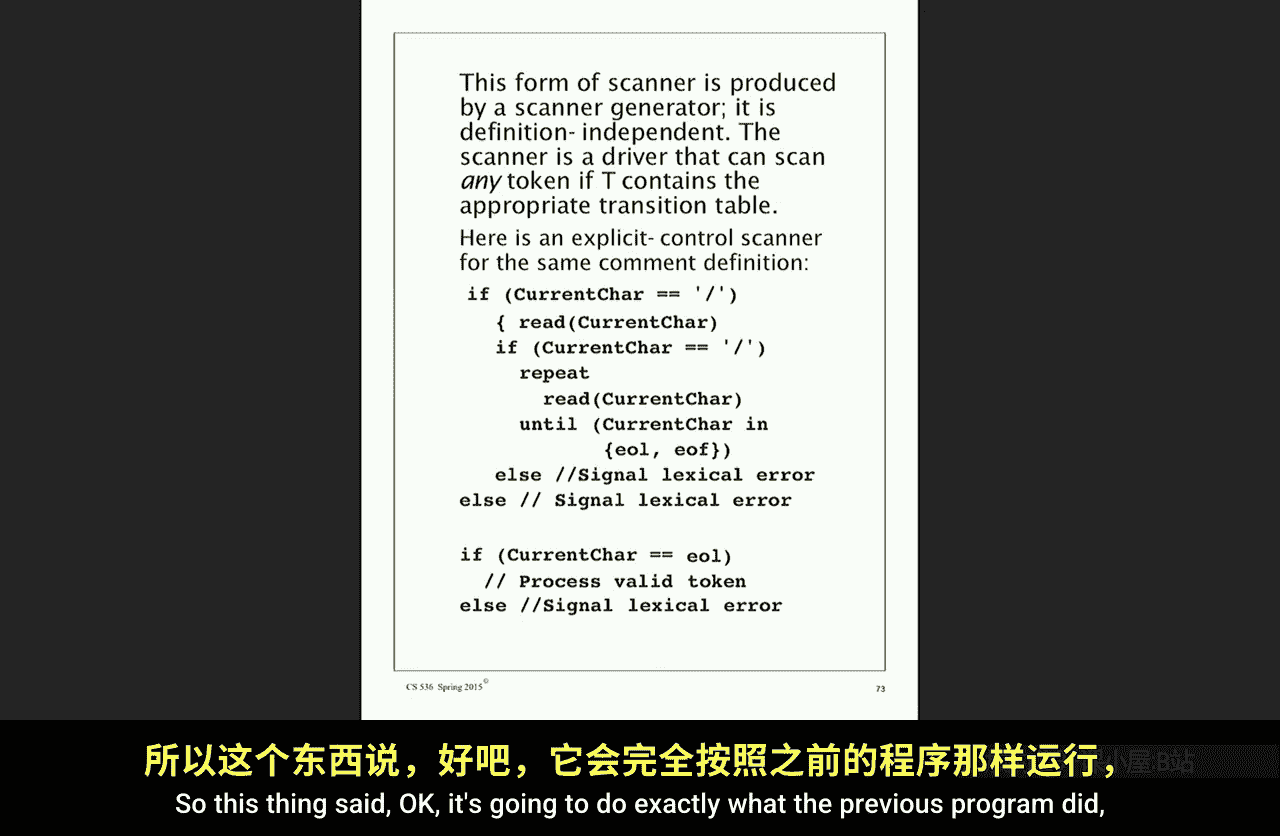 This form of scanner is produced
by a scanner generator; it is
definition- independent. The
scanner is a driver that can scan
any token if T contains the
appropriate transition table.
Here is an explicit- control scanner
for the same comment definition:
if (CurrentChar == '/')
{ read(CurrentChar)
if (CurrentChar == '/')
repeat
read(CurrentChar)
until (CurrentChar in
{eol, eof})
else //Signal lexical error
else // Signal lexical error
if (CurrentChar == eol)
// Process valid token
else //Signal lexical error
CS 536 Spring 2015©
73
所以这个东西说，好吧，它会完全按照之前的程序那样运行，
小屋:B站
So this thing said, OK, it's going to do exactly what the previous program did,